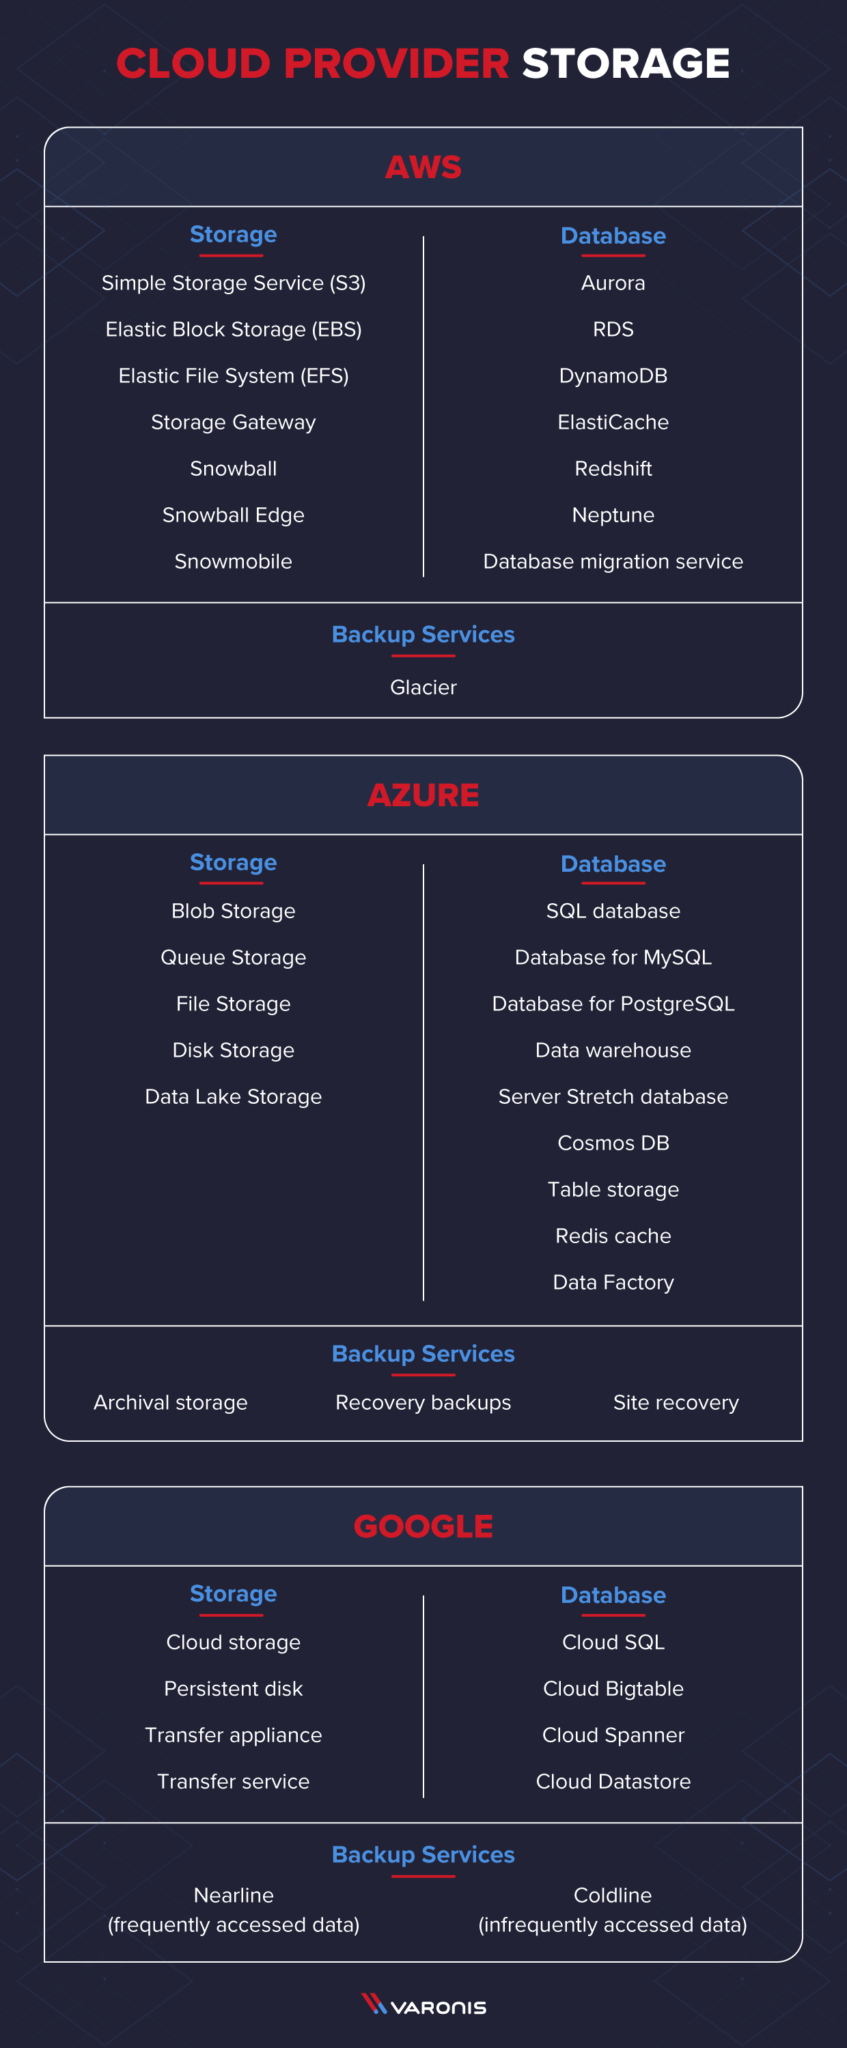 CLOUD PROVIDER STORAGE
AWS
Storage
Simple Storage Service (S3)
Elastic Block Storage (EBS)
Elastic File System (EFS)
Storage Gateway
Snowball
Snowball Edge
Snowmobile
Database
Aurora
RDS
DynamoDB
ElastiCache
Redshift
Neptune
Database migration service
Backup Services
Glacier
AZURE
Storage
Blob Storage
Queue Storage
File Storage
Disk Storage
Data Lake Storage
Database
SQL database
Database for MySQL
Database for PostgreSQL
Data warehouse
Server Stretch database
Cosmos DB
Table storage
Redis cache
Data Factory
Backup Services
Archival storage
Recovery backups
Site recovery
GOOGLE
Storage
Cloud storage
Persistent disk
Transfer appliance
Transfer service
Database
Cloud SQL
Cloud Bigtable
Cloud Spanner
Cloud Datastore
Backup Services
Nearline
(frequently accessed data)
Coldline
(infrequently accessed data)
VARONIS